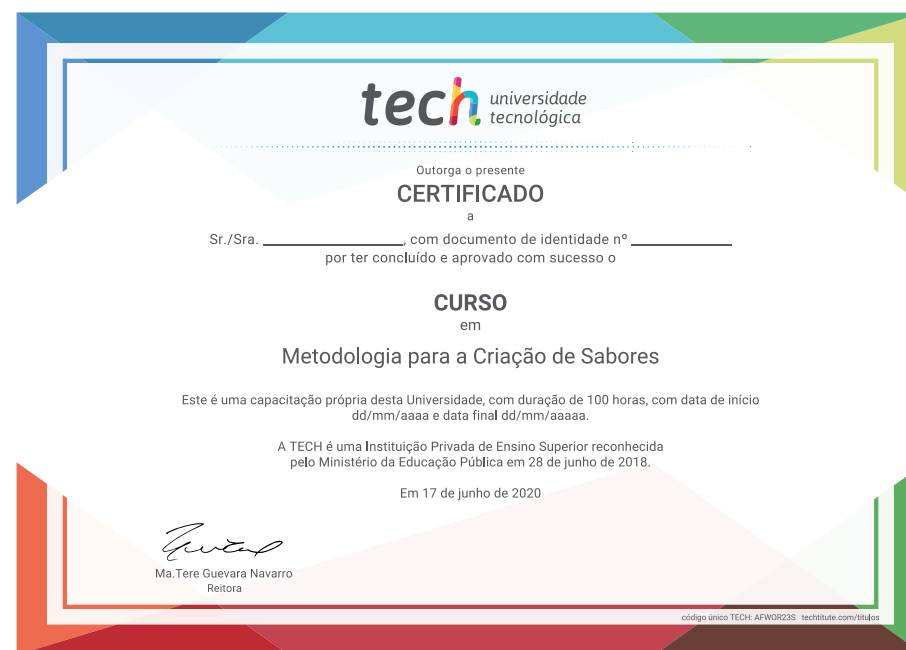 tech universidade
tecnológica
Outorga o presente
CERTIFICADO
a
Sr./Sra. ____________, com documento de identidade nº ____________
por ter concluído e aprovado com sucesso o
CURSO
em
Metodologia para a Criação de Sabores
Este é uma capacitação própria desta Universidade, com duração de 100 horas, com data de início
dd/mm/aaaa e data final dd/mm/aaaaa.
A TECH é uma Instituição Privada de Ensino Superior reconhecida
pelo Ministério da Educação Pública em 28 de junho de 2018.
Em 17 de junho de 2020
Ma.Tere Guevara Navarro
Reitora
código único TECH: AFWOR23S techtitute.com/titulos